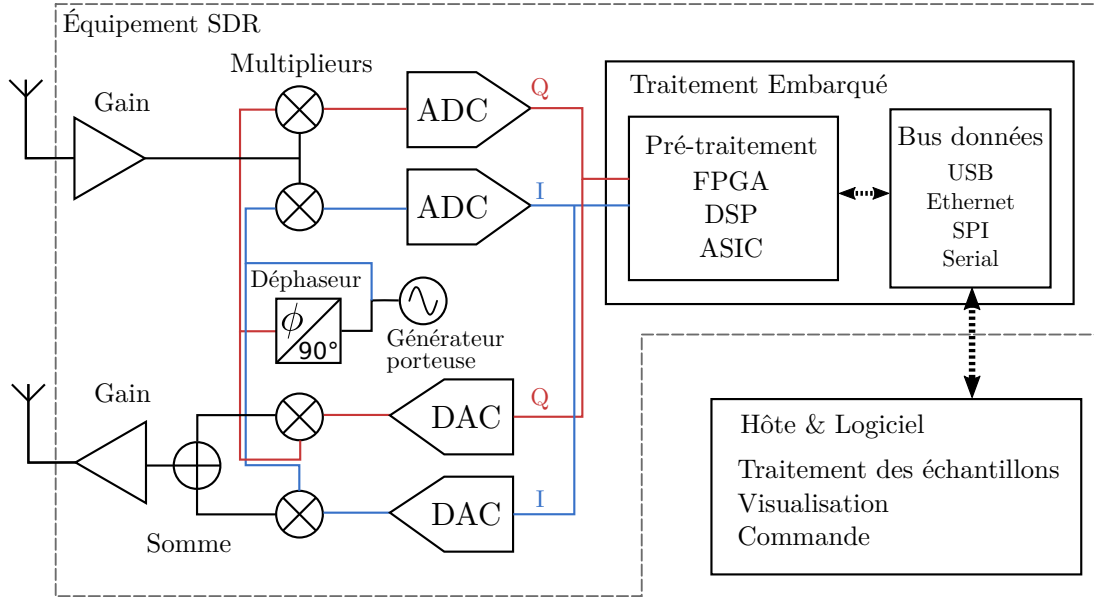 Équipement SDR
Gain
Multiplieurs
ADC
Q
ADC
I
Traitement Embarqué
Pré-traitement
FPGA
DSP
ASIC
Bus données
USB
Ethernet
SPI
Serial
Déphaseur
ϕ
90°
Générateur
porteuse
Gain
Somme
DAC
Q
DAC
I
Hôte & Logiciel
Traitement des échantillons
Visualisation
Commande